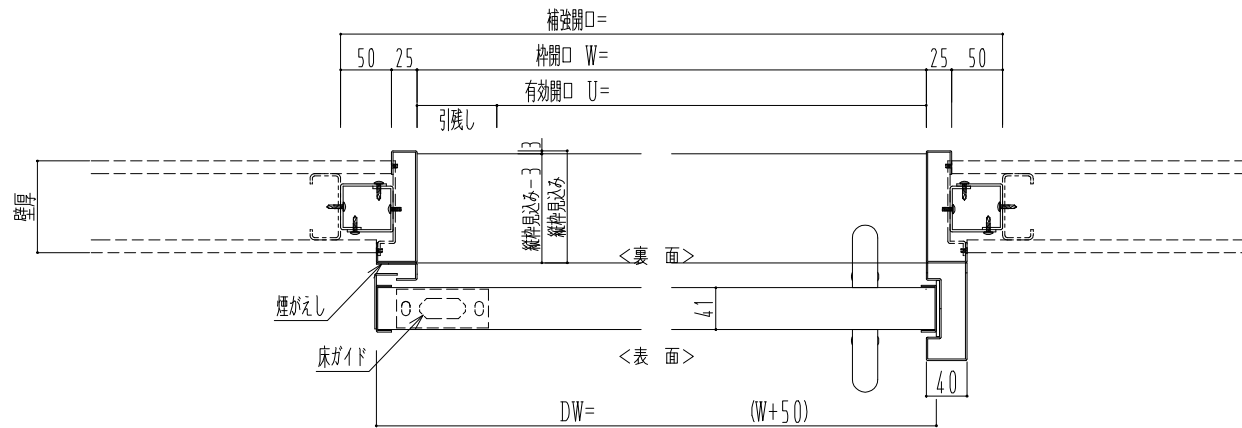 補強開口=
50 25 枠開口 W= 25 50
有効開口 U=
引残し
3
壁厚
縦枠見込み-3
縦枠見込み
<裏 面>
煙がえし
41
床ガイド
<表 面>
40
DW= (W+50)